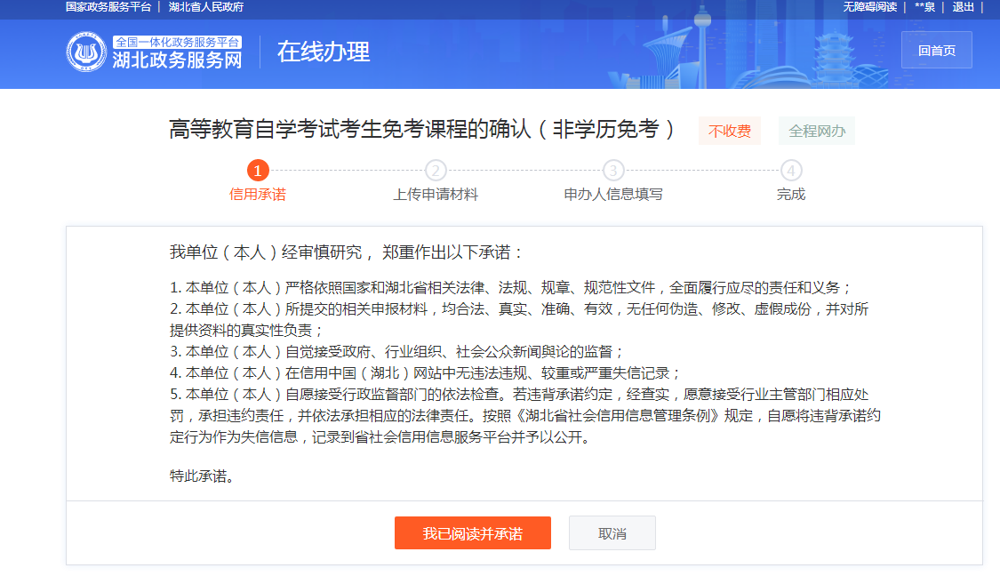 国家政务服务平台 | 湖北省人民政府
无障碍阅读 | **泉 | 退出 |
全国一体化政务服务平台
湖北政务服务网
在线办理
回首页
高等教育自学考试考生免考课程的确认（非学历免考）
不收费
全程网办
1 2 3 4
信用承诺 上传申请材料 申办人信息填写 完成
我单位（本人）经审慎研究， 郑重作出以下承诺：
1. 本单位（本人）严格依照国家和湖北省相关法律、法规、规章、规范性文件，全面履行应尽的责任和义务；
2. 本单位（本人）所提交的相关申报材料，均合法、真实、准确、有效，无任何伪造、修改、虚假成份，并对所
提供资料的真实性负责；
3. 本单位（本人）自觉接受政府、行业组织、社会公众新闻舆论的监督；
4. 本单位（本人）在信用中国（湖北）网站中无违法违规、较重或严重失信记录；
5. 本单位（本人）自愿接受行政监督部门的依法检查。若违背承诺约定，经查实，愿意接受行业主管部门相应处
罚，承担违约责任，并依法承担相应的法律责任。按照《湖北省社会信用信息管理条例》规定，自愿将违背承诺约
定行为作为失信信息，记录到省社会信用信息服务平台并予以公开。
特此承诺。
我已阅读并承诺
取消